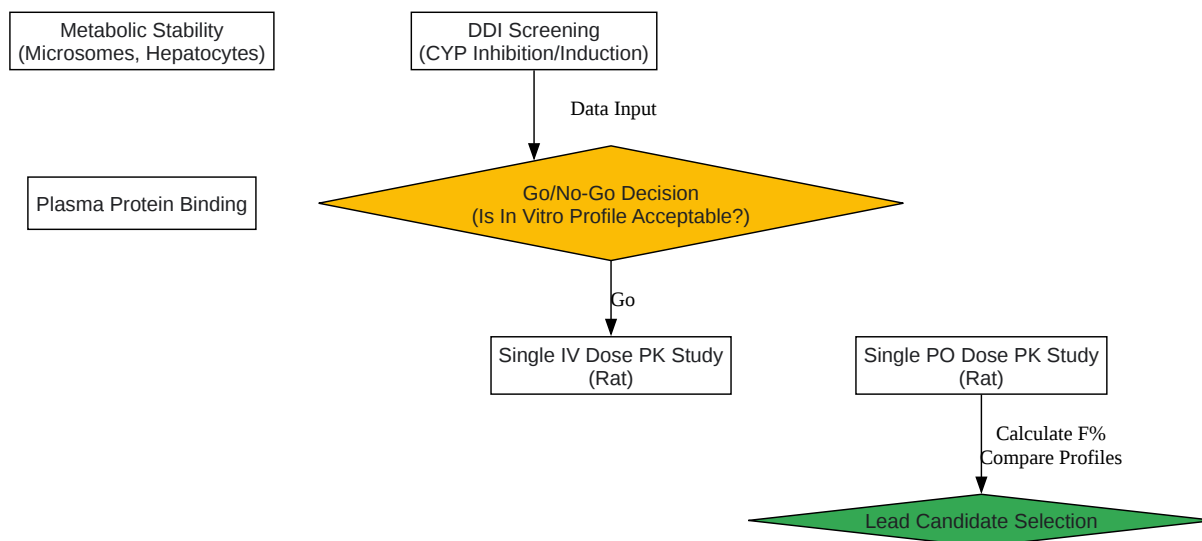 Metabolic Stability
(Microsomes, Hepatocytes)
DDI Screening
(CYP Inhibition/Induction)
Data Input
Plasma Protein Binding
Go/No-Go Decision
(Is In Vitro Profile Acceptable?)
Go
Single IV Dose PK Study
(Rat)
Single PO Dose PK Study
(Rat)
Calculate F%
Compare Profiles
Lead Candidate Selection